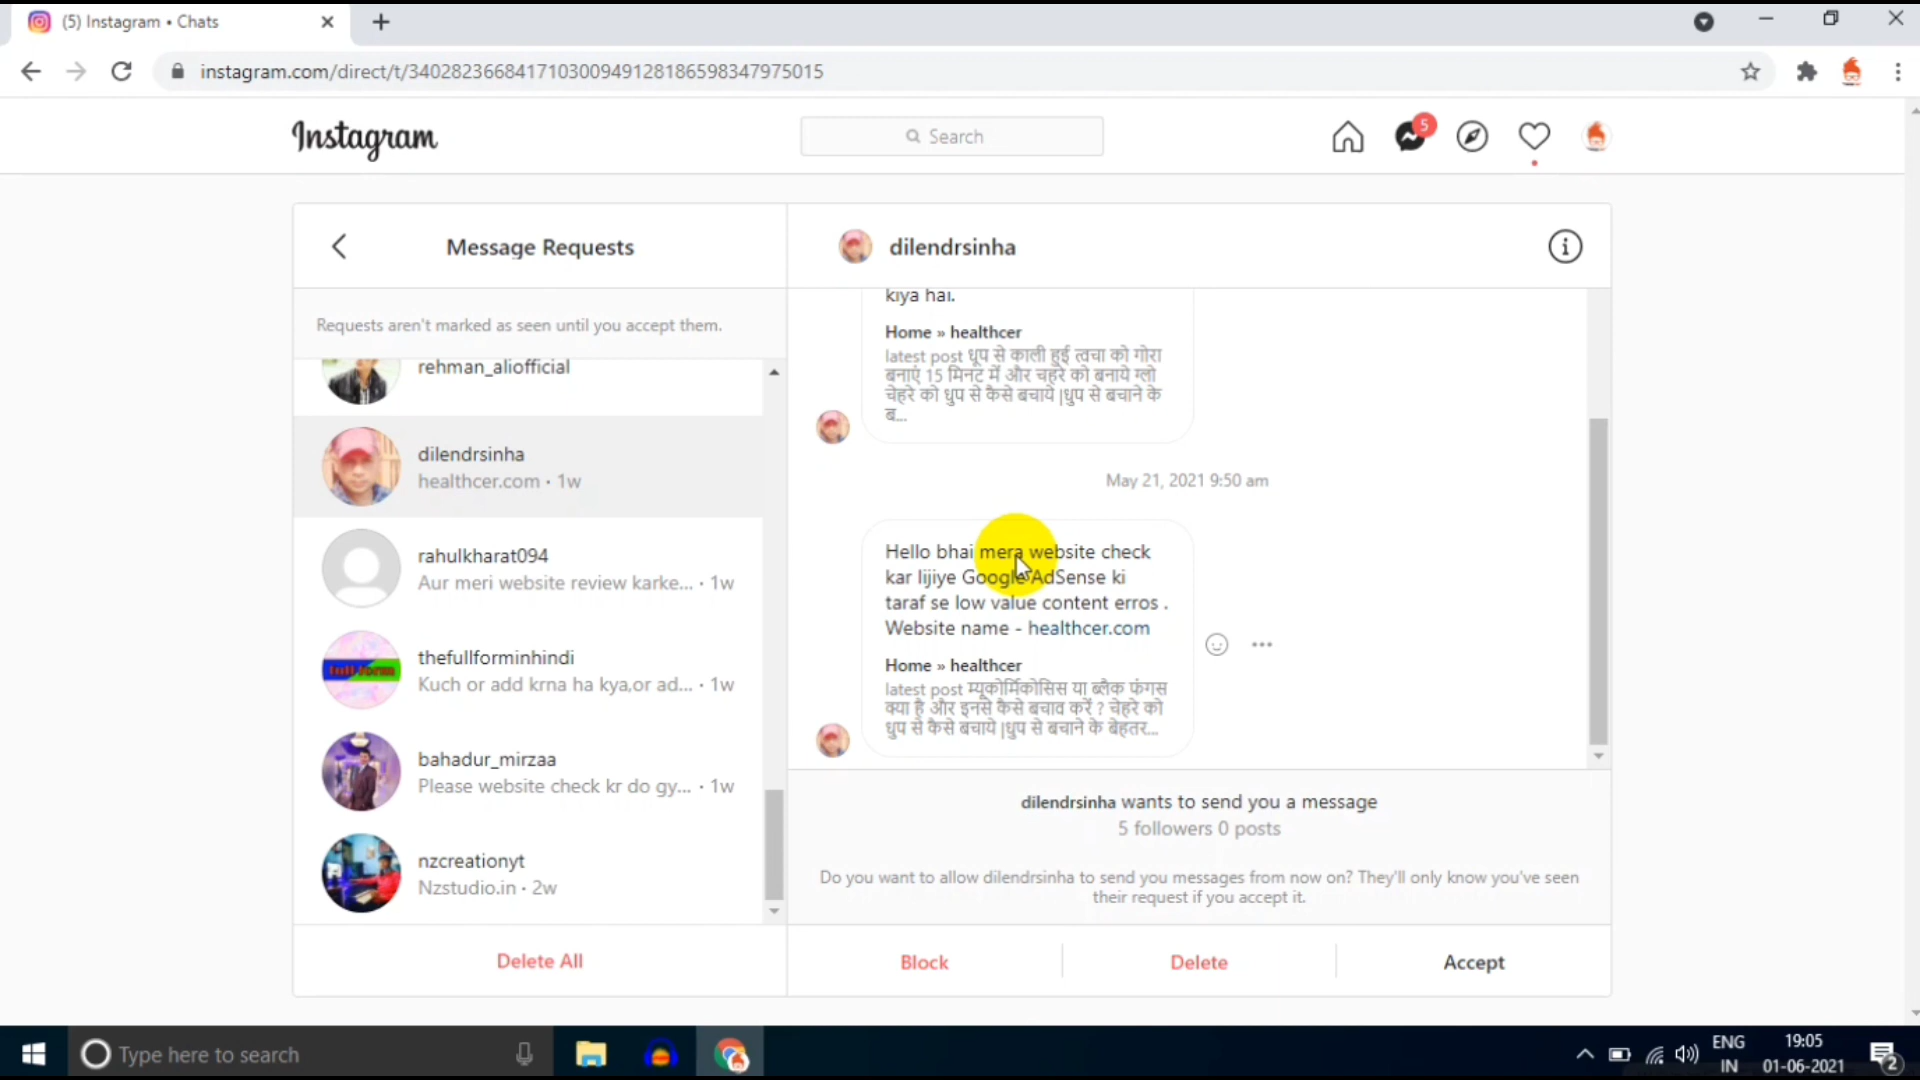 (5) Instagram • Chats
instagram.com/direct/t/340282366841710300949128186598347975015
Instagram
Search
5
Message Requests
Requests aren't marked as seen until you accept them.
rehman_aliofficial
dilendrsinha
healthcer.com • 1w
rahulkharat094
Aur meri website review karke... • 1w
thefullforminhindi
Kuch or add krna ha kya,or ad... • 1w
bahadur_mirzaa
Please website check kr do gy... • 1w
nzcreationyt
Nzstudio.in • 2w
Delete All
dilendrsinha
kiya hai.
Home » healthcer
latest post धूप से काली हुई त्वचा को गोरा
बनाएं 15 मिनट में और चहरे को बनाये ग्लो
चेहरे को धुप से कैसे बचाये |धुप से बचाने के
ब...
May 21, 2021 9:50 am
Hello bhai mera website check
kar lijiye Google AdSense ki
taraf se low value content erros .
Website name - healthcer.com
Home » healthcer
latest post म्यूकोर्मिकोसिस या ब्लैक फंगस
क्या है और इनसे कैसे बचाव करें ? चेहरे को
धुप से कैसे बचाये |धुप से बचाने के बेहतर...
dilendrsinha wants to send you a message
5 followers 0 posts
Do you want to allow dilendrsinha to send you messages from now on? They'll only know you've seen
their request if you accept it.
Block
Delete
Accept
Type here to search
ENG
IN
19:05
01-06-2021
2